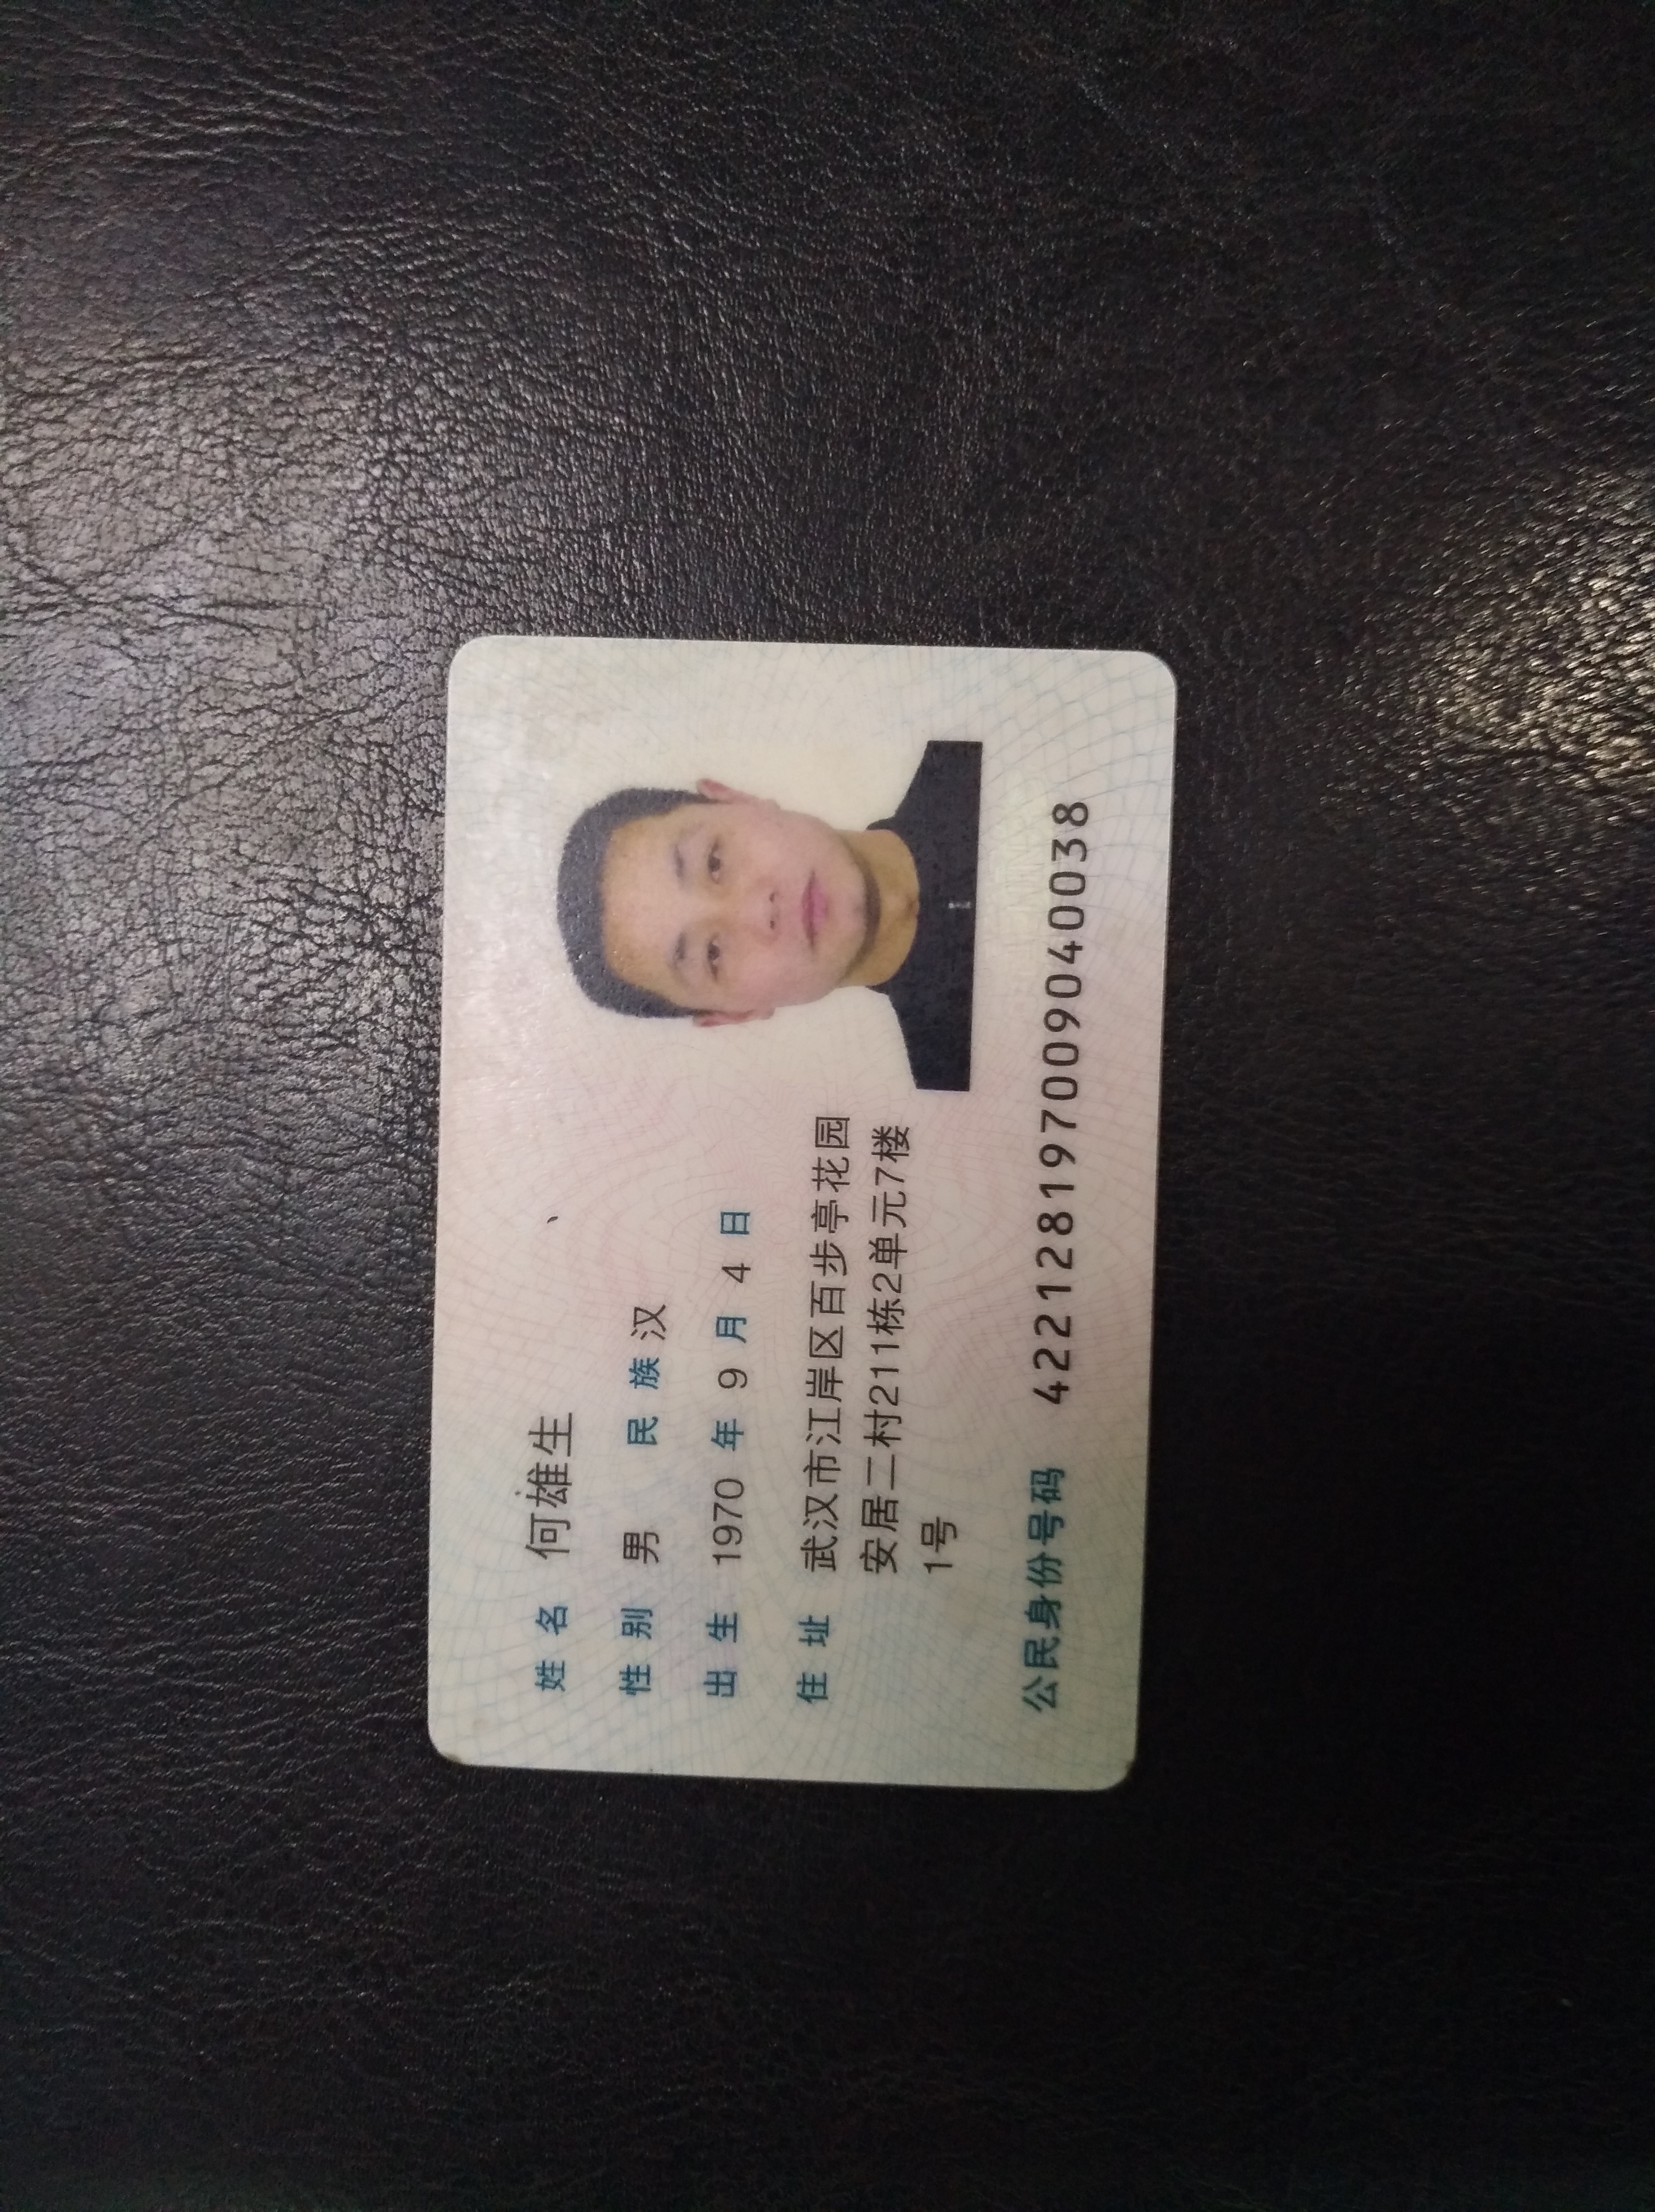 姓名 何雄生
性别 男 民族 汉
出生 1970 年 9 月 4 日
住址 武汉市江岸区百步亭花园
安居二村211栋2单元7楼
1号
公民身份号码 422128197009040038